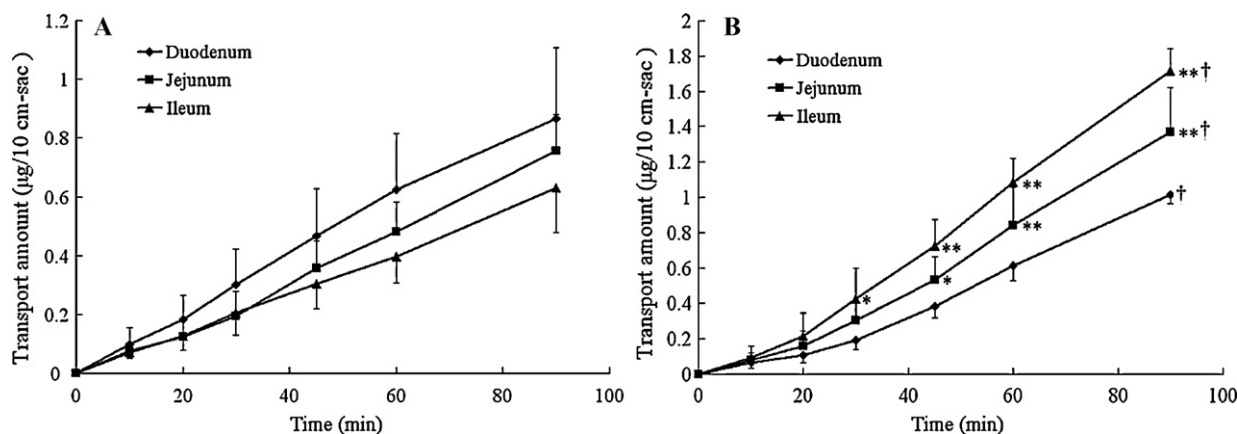 A
Transport amount (µg/10 cm-sac)
1.2
1
0.8
0.6
0.4
0.2
0
Duodenum
Jejunum
Ileum
0 20 40 60 80 100
Time (min)
B
Transport amount (µg/10 cm-sac)
2
1.8
1.6
1.4
1.2
1
0.8
0.6
0.4
0.2
0
Duodenum
Jejunum
Ileum
**†
**†
**
†
**
**
*
*
0 20 40 60 80 100
Time (min)